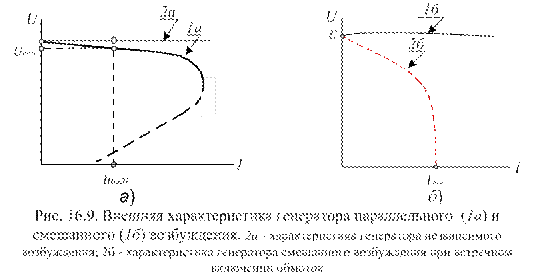 U 2а 1а
U 1б 2б
I
I
а)
б)
Рис. 16.9. Внешняя характеристика генератора параллельного (1а) и
смешанного (1б) возбуждения. 2а - характеристика генератора независимого
возбуждения; 2б - характеристика генератора смешанного возбуждения при встречном
включении обмоток